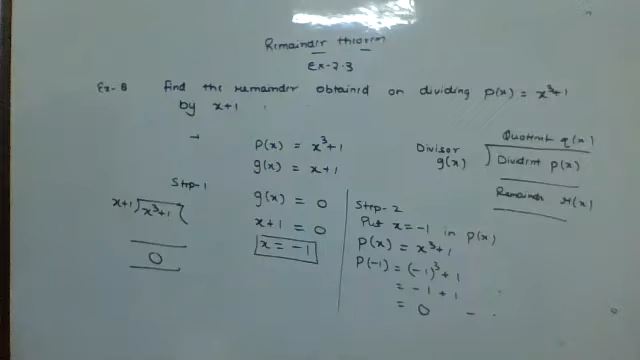 Remainder theorem
Ex-2.3
Ex-8 Find the remainder obtained on dividing p(x) = x³+1
by x+1
→
P(x) = x³+1
g(x) = x+1
Step-1
g(x) = 0
x+1 = 0
x = -1
x+1) x³+1
0
Quotient q(x)
Divisor
g(x)
Dividend p(x)
Remainder r(x)
Step-2
Put x=-1 in p(x)
P(x) = x³+1
P(-1) = (-1)³+1
= -1 + 1
= 0